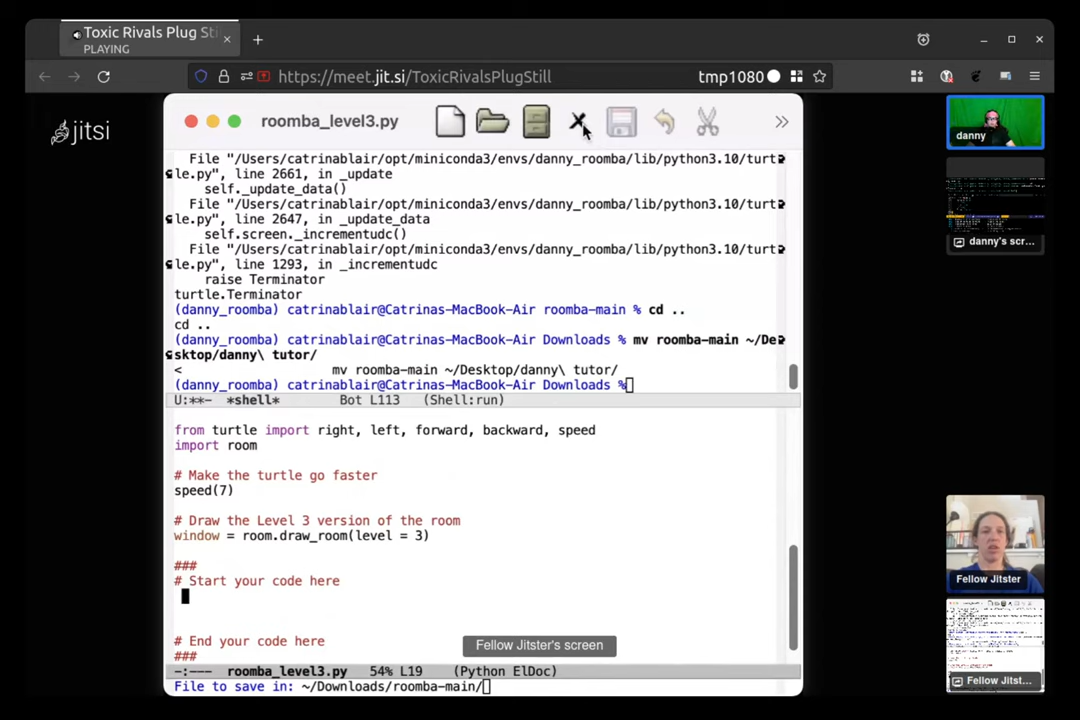 Toxic Rivals Plug Sti
PLAYING
https://meet.jit.si/ToxicRivalsPlugStill
tmp1080
jitsi
roomba_level3.py
File "/Users/catrinablair/opt/miniconda3/envs/danny_roomba/lib/python3.10/turt
le.py", line 2661, in _update
self._update_data()
File "/Users/catrinablair/opt/miniconda3/envs/danny_roomba/lib/python3.10/turt
le.py", line 2647, in _update_data
self.screen._incrementudc()
File "/Users/catrinablair/opt/miniconda3/envs/danny_roomba/lib/python3.10/turt
le.py", line 1293, in _incrementudc
raise Terminator
turtle.Terminator
(danny_roomba) catrinablair@Catrinas-MacBook-Air roomba-main % cd ..
cd ..
(danny_roomba) catrinablair@Catrinas-MacBook-Air Downloads % mv roomba-main ~/De
sktop/danny\ tutor/
< mv roomba-main ~/Desktop/danny\ tutor/
(danny_roomba) catrinablair@Catrinas-MacBook-Air Downloads %
U:**- *shell* Bot L113 (Shell:run)
from turtle import right, left, forward, backward, speed
import room
# Make the turtle go faster
speed(7)
# Draw the Level 3 version of the room
window = room.draw_room(level = 3)
###
# Start your code here
# End your code here
###
Fellow Jitster's screen
-:--- roomba_level3.py 54% L19 (Python ElDoc)
File to save in: ~/Downloads/roomba-main/
danny
danny's scr...
Fellow Jitster
Fellow Jitst...